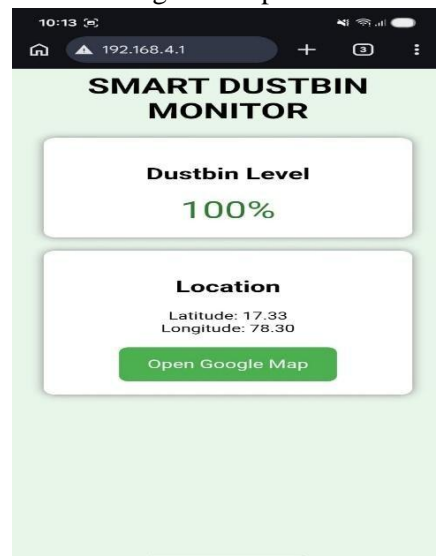 10:13
192.168.4.1
3
SMART DUSTBIN
MONITOR
Dustbin Level
100%
Location
Latitude: 17.33
Longitude: 78.30
Open Google Map